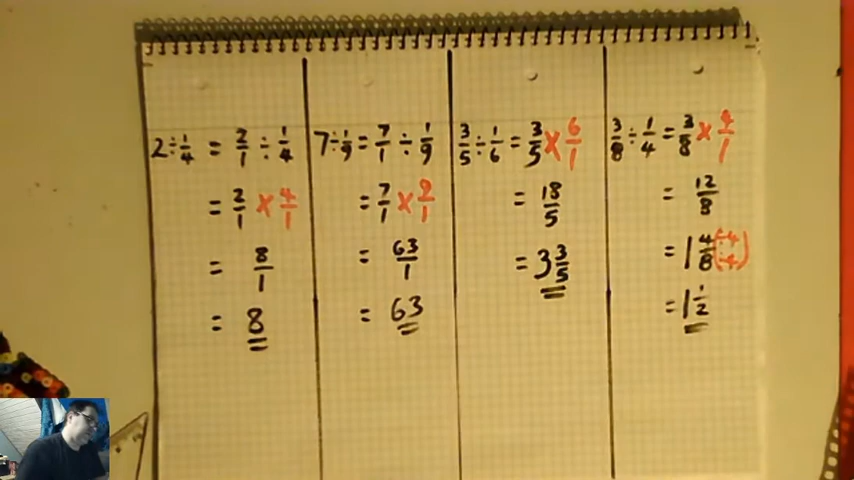 2 ÷ 1/4 = 2/1 ÷ 1/4
= 2/1 × 4/1
= 8/1
= 8
7 ÷ 1/9 = 7/1 ÷ 1/9
= 7/1 × 9/1
= 63/1
= 63
3/5 ÷ 1/6 = 3/5 × 6/1
= 18/5
= 3 3/5
3/8 ÷ 1/4 = 3/8 × 4/1
= 12/8
= 1 4/8 (÷4/÷4)
= 1 1/2